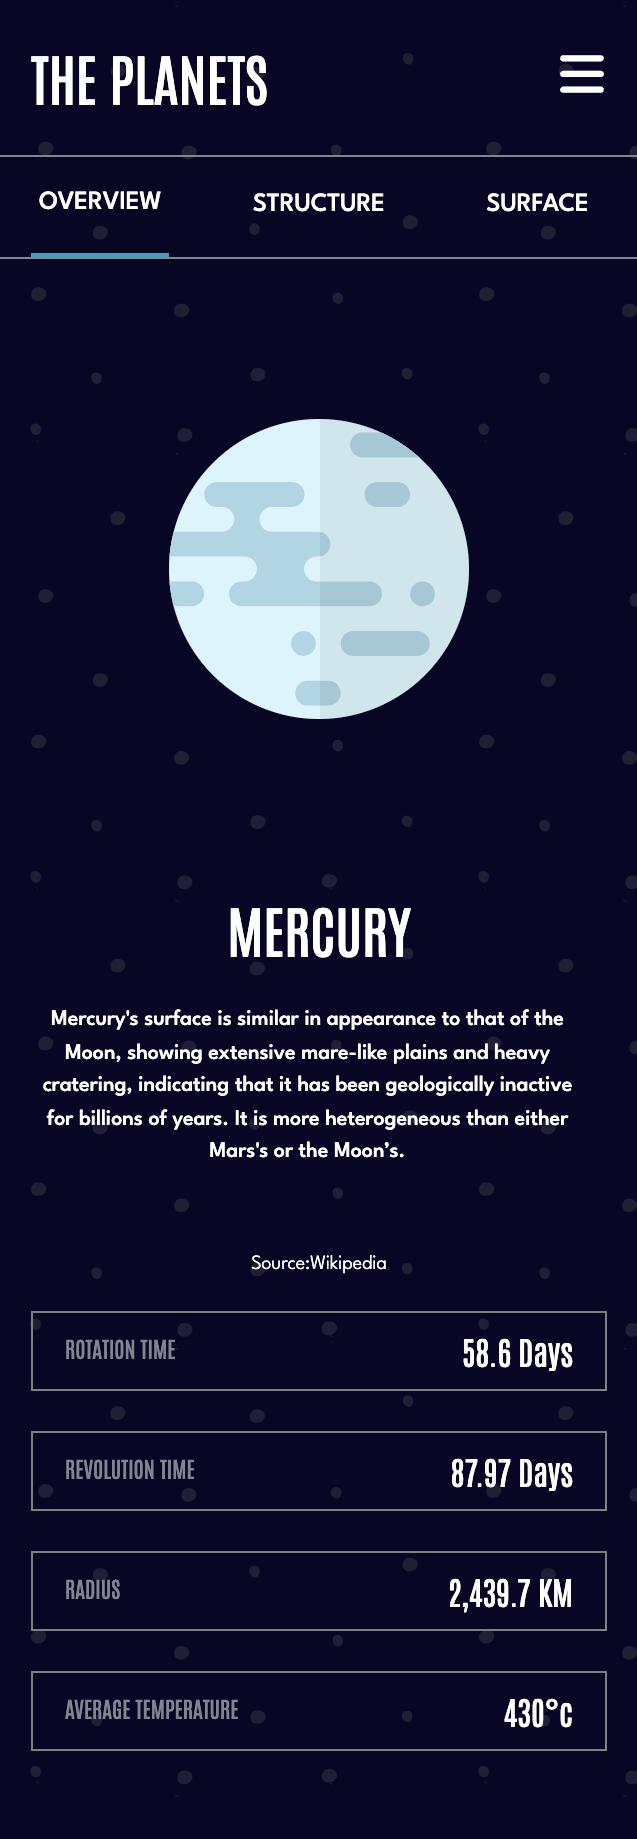 THE PLANETS
OVERVIEW STRUCTURE SURFACE
MERCURY
Mercury's surface is similar in appearance to that of the
Moon, showing extensive mare-like plains and heavy
cratering, indicating that it has been geologically inactive
for billions of years. It is more heterogeneous than either
Mars's or the Moon’s.
Source:Wikipedia
ROTATION TIME 58.6 Days
REVOLUTION TIME 87.97 Days
RADIUS 2,439.7 KM
AVERAGE TEMPERATURE 430°c